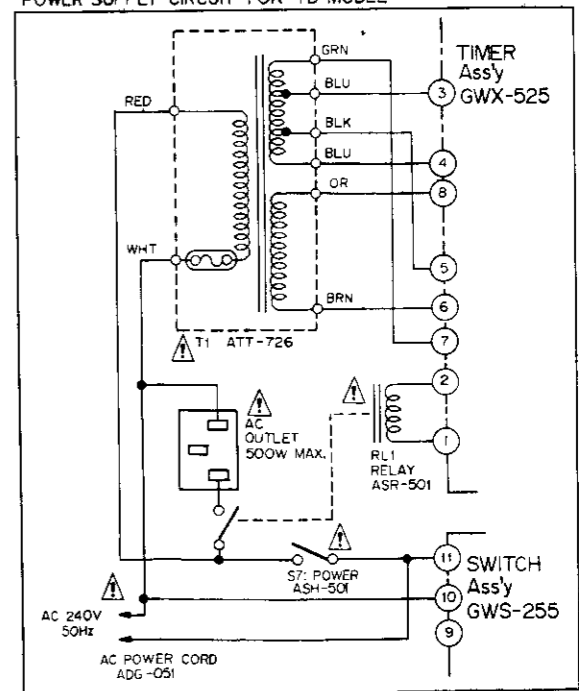 POWER SUPPLY CIRCUIT FOR YB MODEL
GRN
TIMER
Ass'y
GWX-525
BLU
3
RED
BLK
BLU
4
OR
8
WHT
5
BRN
6
T1 ATT-726
7
2
AC
OUTLET
500W MAX.
1
RL1
RELAY
ASR-501
S7: POWER
ASH-501
11
SWITCH
Ass'y
GWS-255
10
9
AC 240V
50Hz
AC POWER CORD
ADG-051